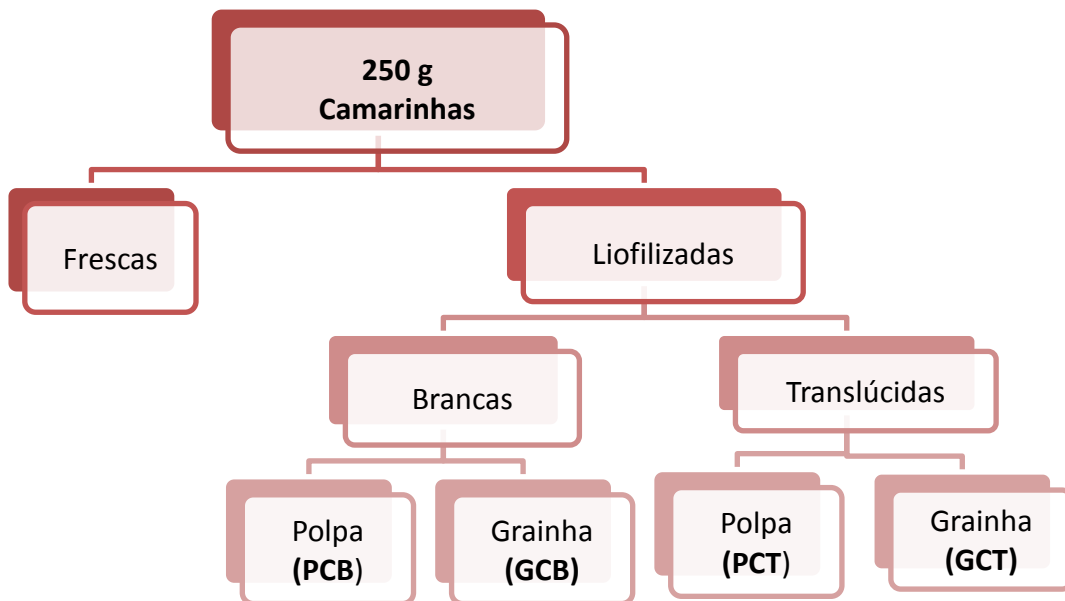 250 g
Camarinhas
Frescas
Liofilizadas
Brancas
Translúcidas
Polpa
(PCB)
Grainha
(GCB)
Polpa
(PCT)
Grainha
(GCT)